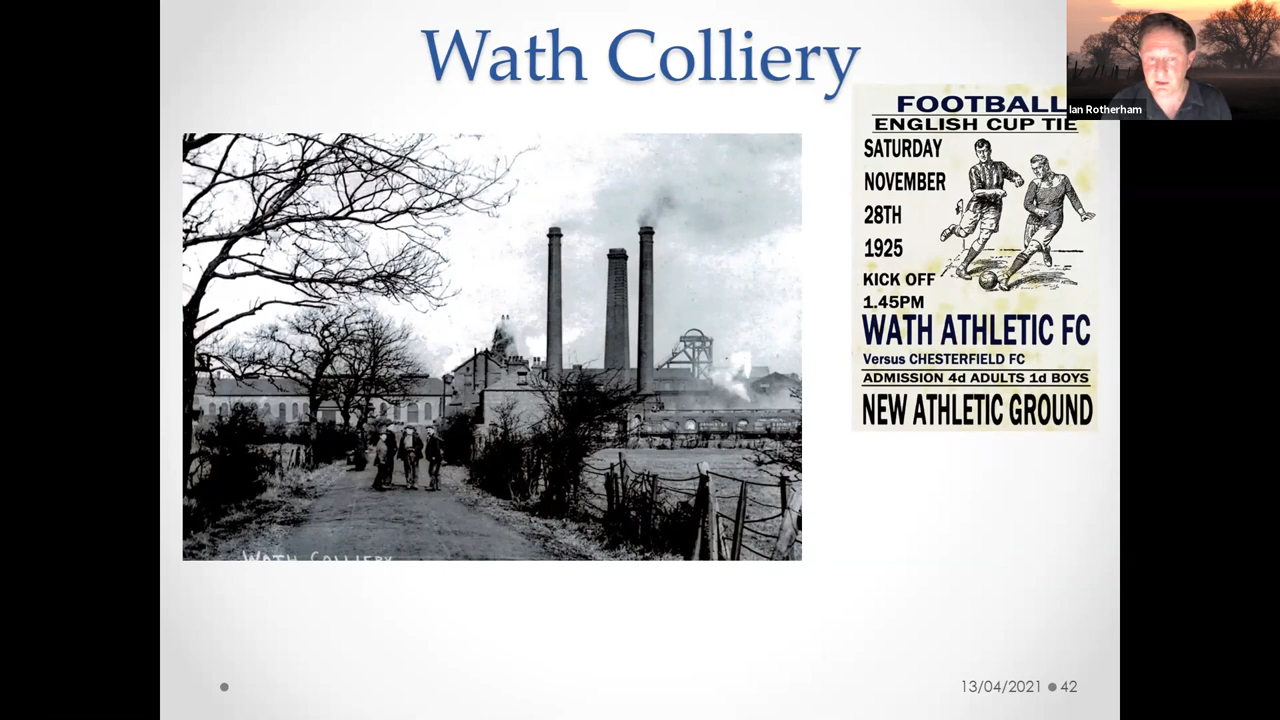 Wath Colliery
Ian Rotherham
FOOTBALL
ENGLISH CUP TIE
SATURDAY
NOVEMBER
28TH
1925
KICK OFF
1.45PM
WATH ATHLETIC FC
Versus CHESTERFIELD FC
ADMISSION 4d ADULTS 1d BOYS
NEW ATHLETIC GROUND
WATH COLLIERY
13/04/2021
42